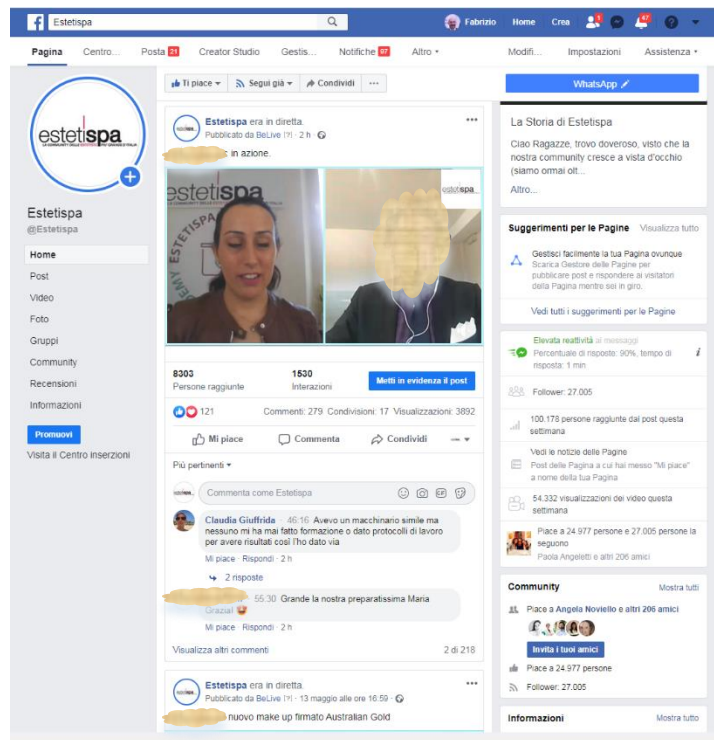 Estetispa
Fabrizio Home Crea
Pagina Centro... Posta 21 Creator Studio Gestis... Notifiche 97 Altro Modifi... Impostazioni Assistenza
Ti piace Segui già Condividi ...
WhatsApp
estetispa
Estetispa
@Estetispa
Home
Post
Video
Foto
Gruppi
Community
Recensioni
Informazioni
Promuovi
Visita il Centro inserzioni
Estetispa era in diretta.
Pubblicato da BeLive [?] · 2 h ·
in azione.
estetispa
estetispa
8303
Persone raggiunte
1530
Interazioni
Metti in evidenza il post
121 Commenti: 279 Condivisioni: 17 Visualizzazioni: 3892
Mi piace Commenta Condividi
Più pertinenti
Commenta come Estetispa
Claudia Giuffrida · 46:16 Avevo un macchinario simile ma
nessuno mi ha mai fatto formazione o dato protocolli di lavoro
per avere risultati così l'ho dato via
Mi piace · Rispondi · 2 h
2 risposte
55:30 Grande la nostra preparatissima Maria
Grazia!
Mi piace · Rispondi · 2 h
Visualizza altri commenti 2 di 218
Estetispa era in diretta.
Pubblicato da BeLive [?] · 13 maggio alle ore 16:59 ·
nuovo make up firmato Australian Gold
La Storia di Estetispa
Ciao Ragazze, trovo doveroso, visto che la
nostra community cresce a vista d'occhio
(siamo ormai olt...
Altro...
Suggerimenti per le Pagine Visualizza tutto
Gestisci facilmente la tua Pagina ovunque
Scarica Gestore delle Pagine per
pubblicare post e rispondere ai visitatori
della Pagina mentre sei in giro.
Vedi tutti i suggerimenti per le Pagine
Elevata reattività ai messaggi
Percentuale di risposte: 90%, tempo di
risposta: 1 min
Follower: 27.005
100.178 persone raggiunte dai post questa
settimana
Vedi le notizie delle Pagine
Post delle Pagina a cui hai messo "Mi piace"
a nome della tua Pagina
54.332 visualizzazioni dei video questa
settimana
Piace a 24.977 persone e 27.005 persone la
seguono
Paola Angeletti e altri 206 amici
Community Mostra tutti
Piace a Angela Noviello e altri 206 amici
Invita i tuoi amici
Piace a 24.977 persone
Follower: 27.005
Informazioni Mostra tutto